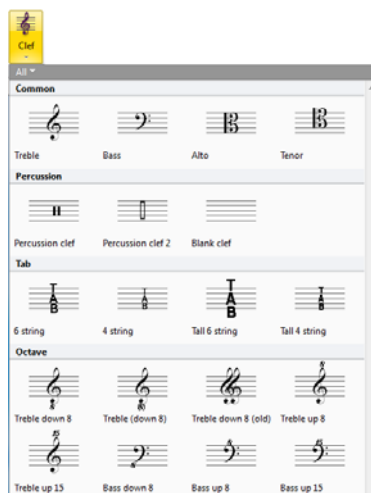 Clef
All
Common
Treble Bass Alto Tenor
Percussion
Percussion clef Percussion clef 2 Blank clef
Tab
6 string 4 string Tall 6 string Tall 4 string
Octave
Treble down 8 Treble (down 8) Treble down 8 (old) Treble up 8
Treble up 15 Bass down 8 Bass up 8 Bass up 15